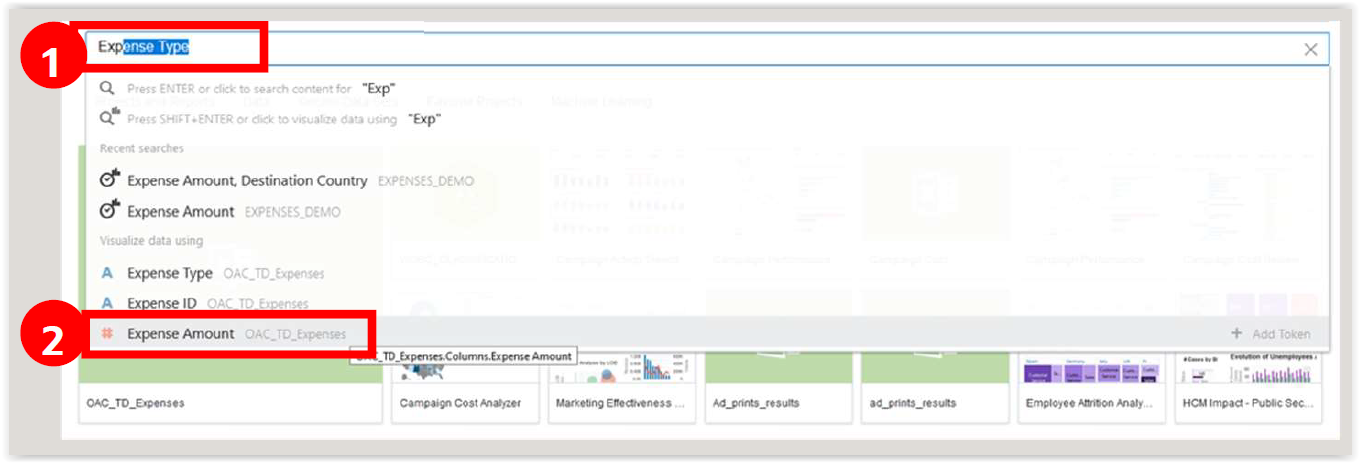 1
Expense Type
Press ENTER or click to search content for "Exp"
Press SHIFT+ENTER or click to visualize data using "Exp"
Recent searches
Expense Amount, Destination Country EXPENSES_DEMO
Expense Amount EXPENSES_DEMO
Visualize data using
A Expense Type OAC_TD_Expenses
A Expense ID OAC_TD_Expenses
2
# Expense Amount OAC_TD_Expenses
+ Add Token
OAC_TD_Expenses.Columns.Expense Amount
OAC_TD_Expenses
Campaign Cost Analyzer
Marketing Effectiveness ...
Ad_prints_results
ad_prints_results
Employee Attrition Analy...
HCM Impact - Public Sec...